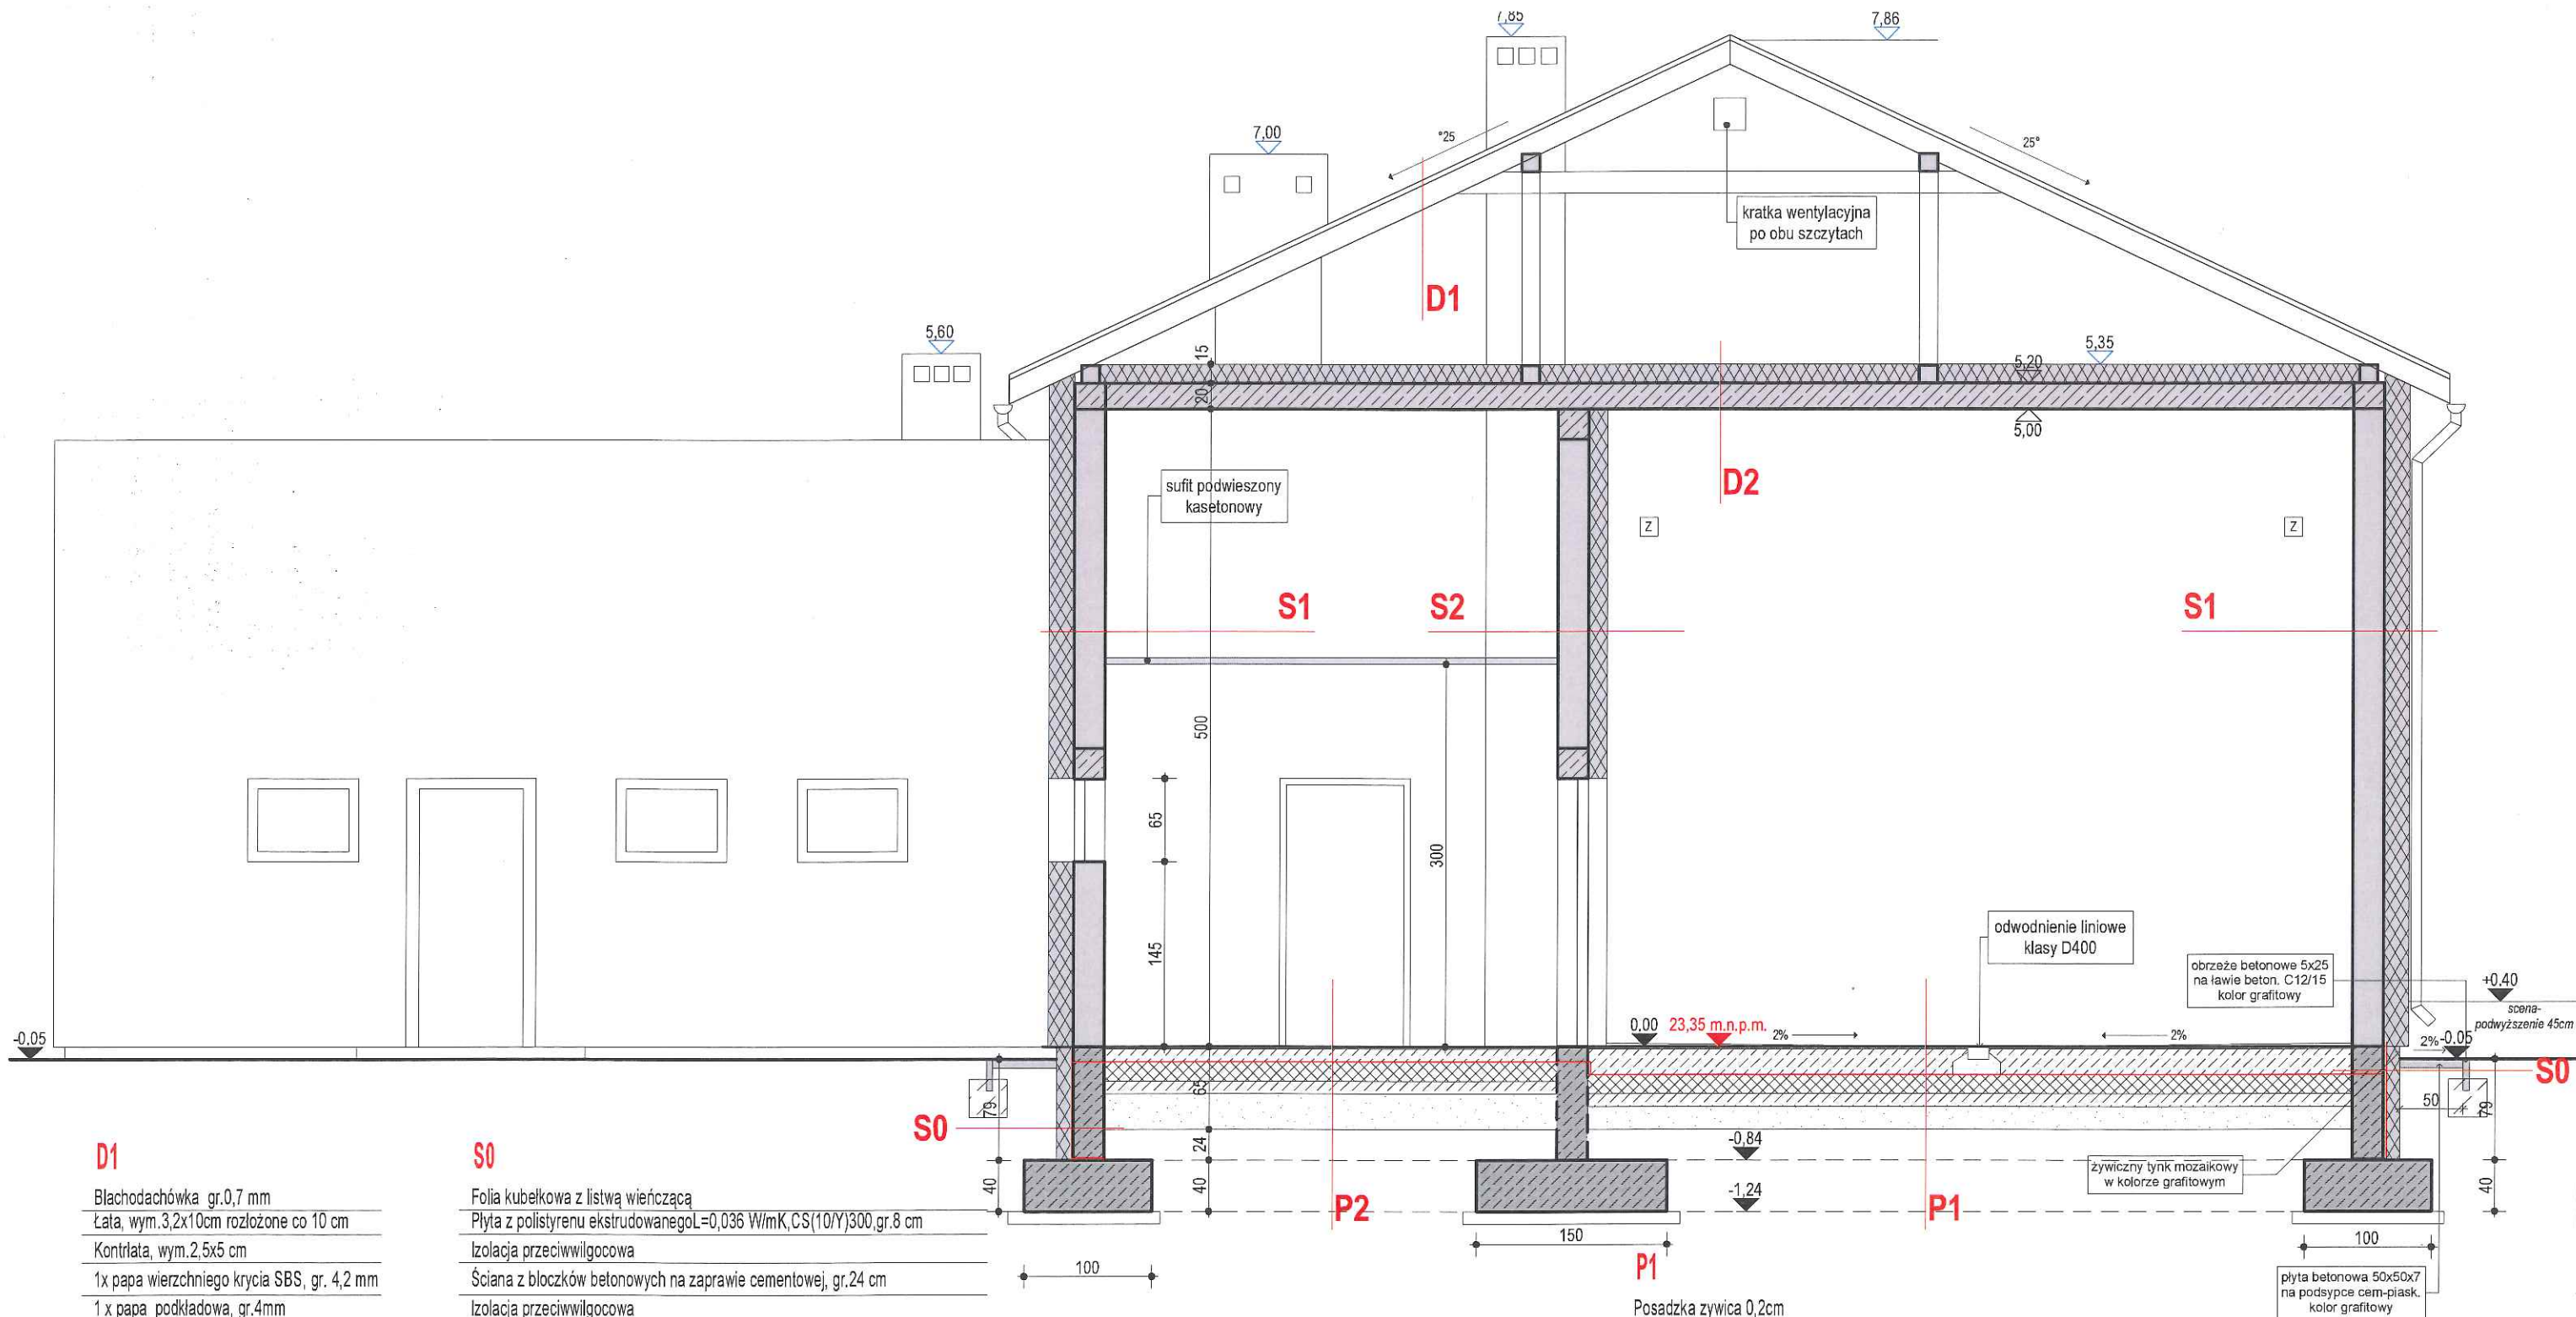 7,85
7,86
7,00
°25
25°
kratka wentylacyjna
po obu szczytach
D1
5,60
15
5,35
5,20
20
5,00
sufit podwieszony
kasetonowy
D2
Z
Z
S1
S2
S1
500
65
300
145
odwodnienie liniowe
klasy D400
obrzeże betonowe 5x25
na ławie beton. C12/15
kolor grafitowy
+0,40
scena-
podwyższenie 45cm
-0.05
0,00
23,35 m.n.p.m.
2%
2%
2%
-0.05
S0
65
79
50
79
S0
24
-0,84
żywiczny tynk mozaikowy
w kolorze grafitowym
40
40
-1,24
40
P2
P1
150
100
100
płyta betonowa 50x50x7
na podsypce cem-piask.
kolor grafitowy
D1
Blachodachówka gr.0,7 mm
Łata, wym.3,2x10cm rozłożone co 10 cm
Kontrłata, wym.2,5x5 cm
1x papa wierzchniego krycia SBS, gr. 4,2 mm
1 x papa podkładowa, gr.4mm
S0
Folia kubełkowa z listwą wieńczącą
Płyta z polistyrenu ekstrudowanegoL=0,036 W/mK,CS(10/Y)300,gr.8 cm
Izolacja przeciwwilgocowa
Ściana z bloczków betonowych na zaprawie cementowej, gr.24 cm
Izolacja przeciwwilgocowa
P1
Posadzka zywica 0,2cm